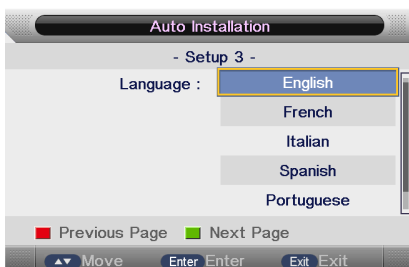 Auto Installation
- Setup 3 -
Language : English
French
Italian
Spanish
Portuguese
Previous Page Next Page
▲▼ Move Enter Enter Exit Exit